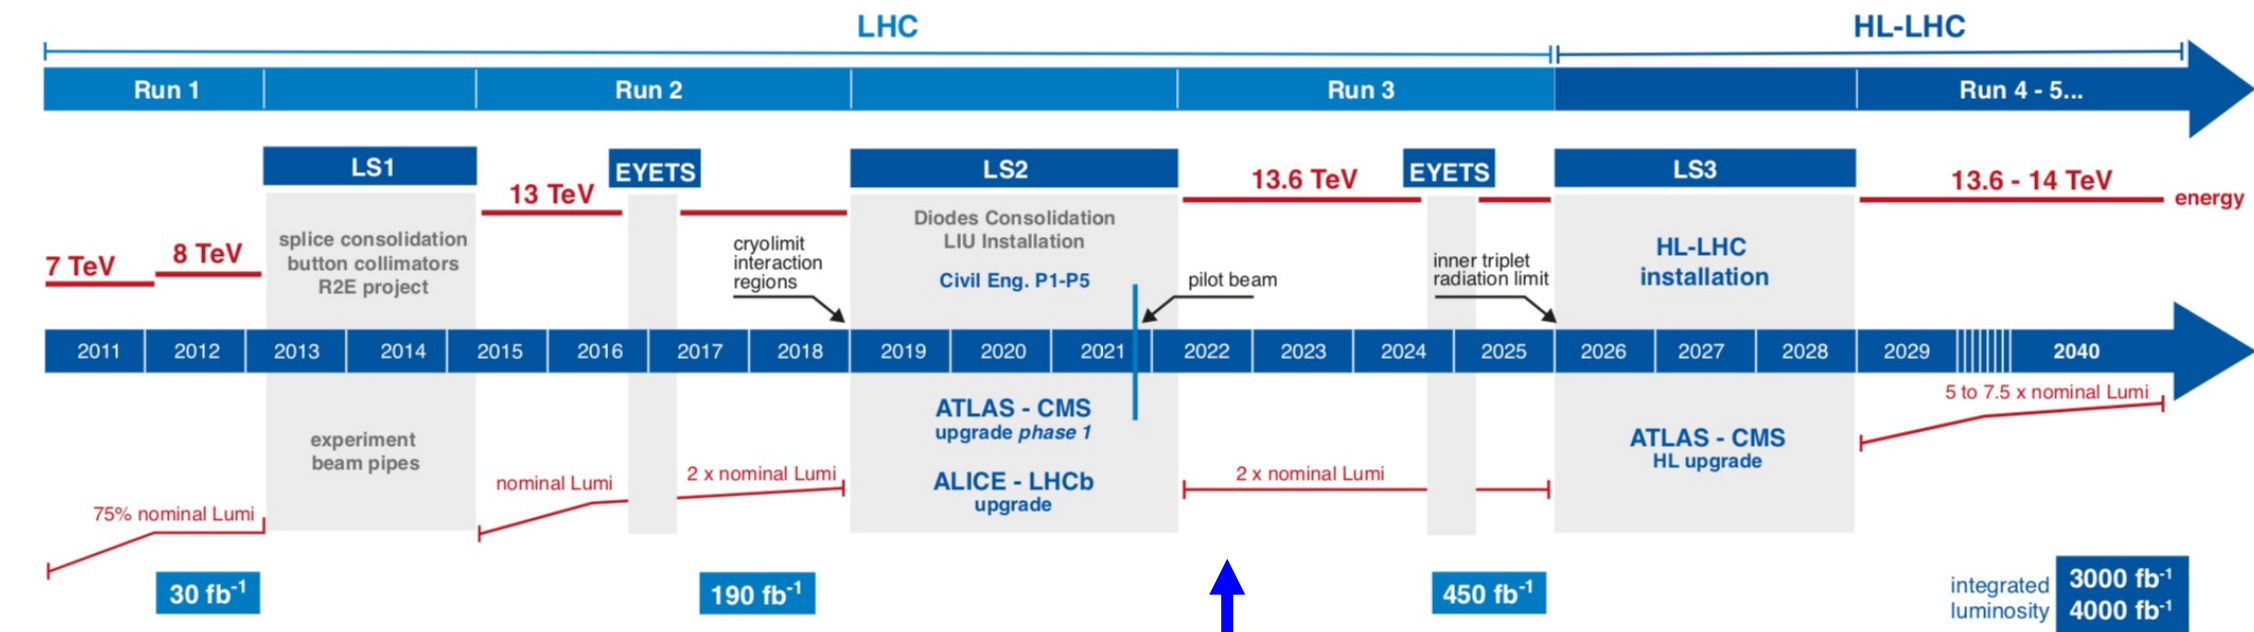 LHC
HL-LHC
Run 1
Run 2
Run 3
Run 4 - 5...
LS1
EYETS
LS2
EYETS
LS3
13 TeV
13.6 TeV
13.6 - 14 TeV
energy
7 TeV
8 TeV
splice consolidation
button collimators
R2E project
cryolimit
interaction
regions
Diodes Consolidation
LIU Installation
Civil Eng. P1-P5
pilot beam
inner triplet
radiation limit
HL-LHC
installation
2011
2012
2013
2014
2015
2016
2017
2018
2019
2020
2021
2022
2023
2024
2025
2026
2027
2028
2029
2040
experiment
beam pipes
75% nominal Lumi
nominal Lumi
2 x nominal Lumi
ATLAS - CMS
upgrade phase 1
ALICE - LHCb
upgrade
2 x nominal Lumi
ATLAS - CMS
HL upgrade
5 to 7.5 x nominal Lumi
30 fb⁻¹
190 fb⁻¹
450 fb⁻¹
integrated
luminosity
3000 fb⁻¹
4000 fb⁻¹